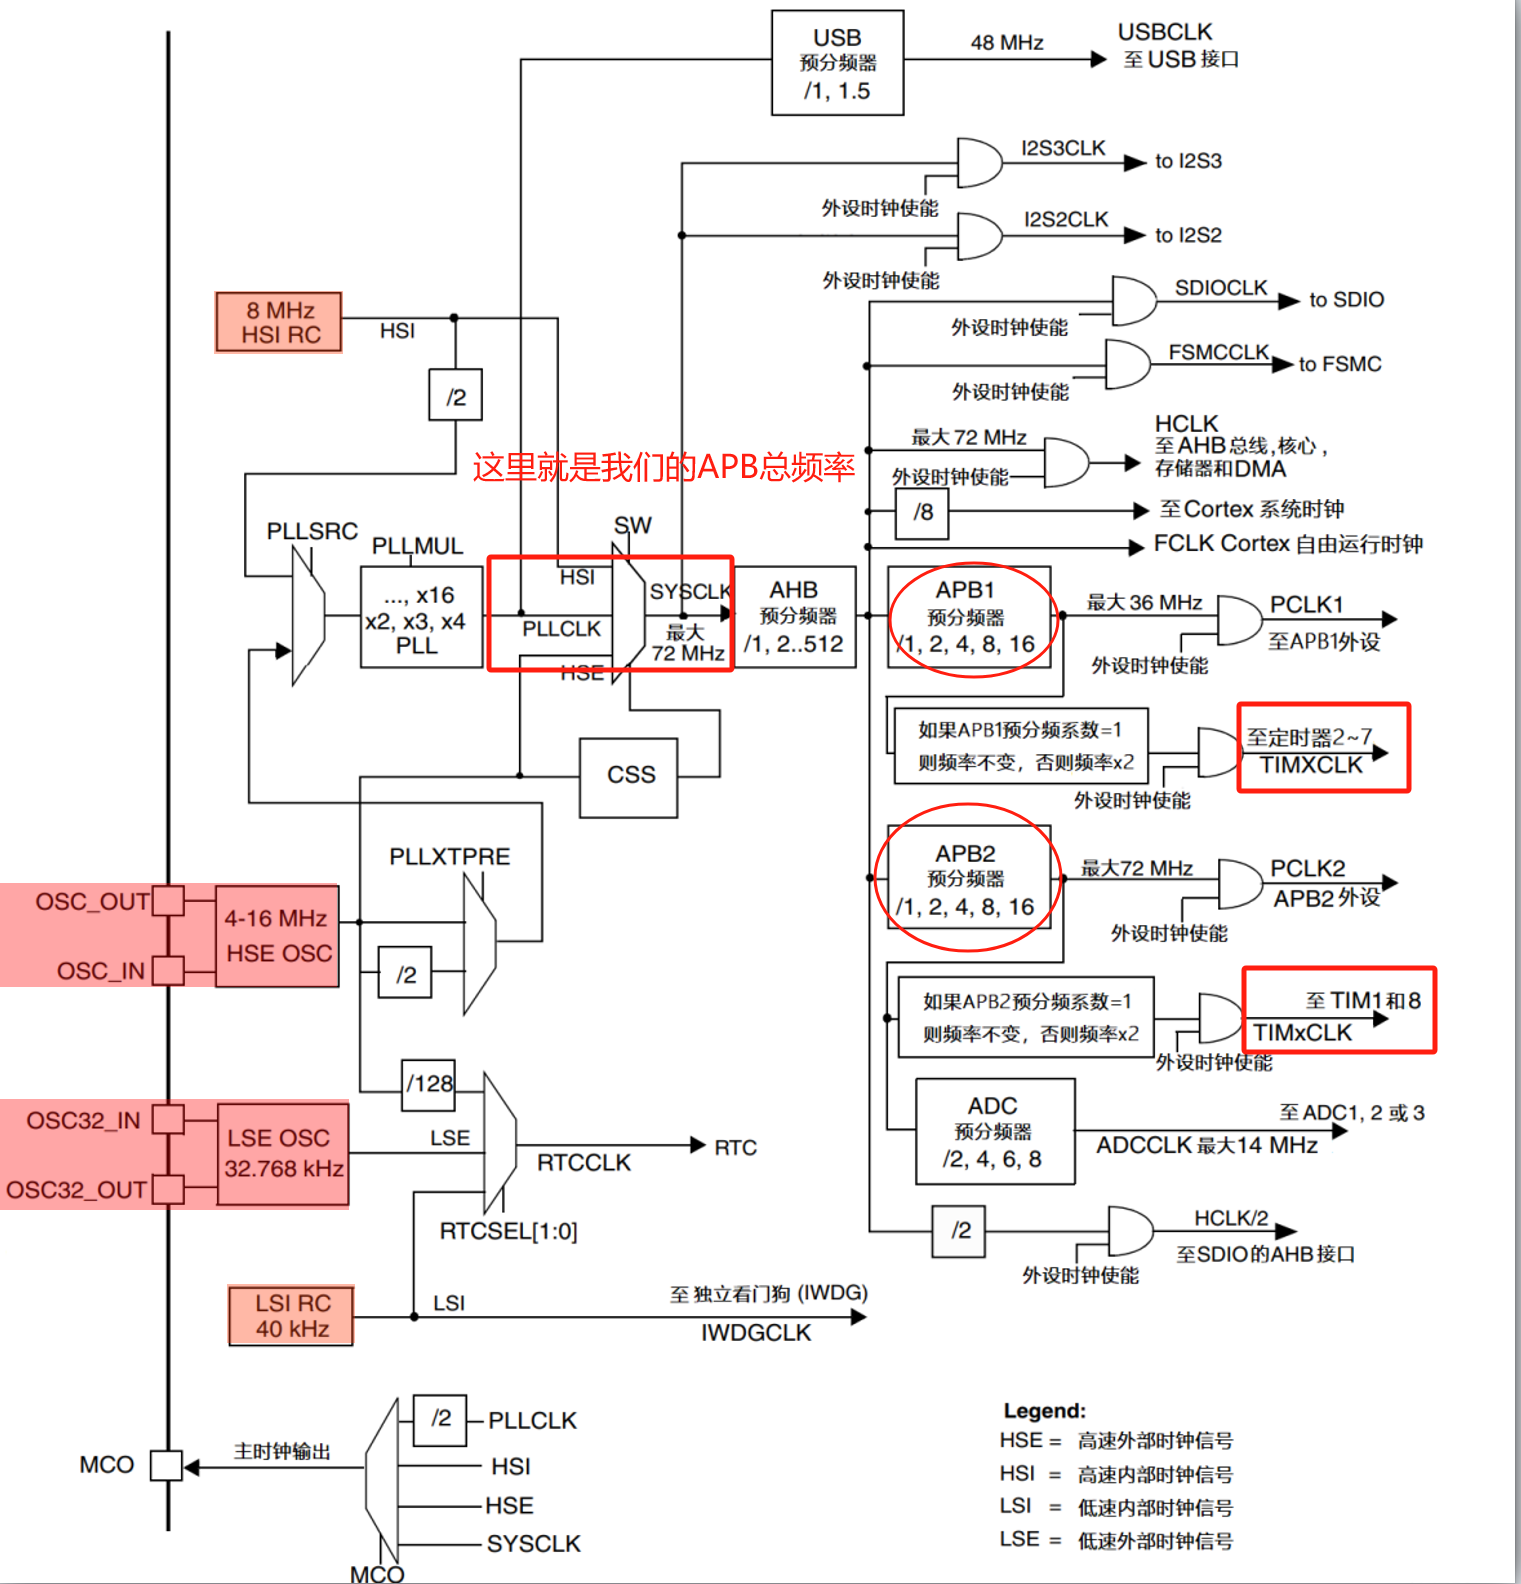 USB
预分频器
/1, 1.5
48 MHz
USBCLK
至 USB 接口
I2S3CLK
to I2S3
外设时钟使能
I2S2CLK
to I2S2
外设时钟使能
8 MHz
HSI RC
HSI
SDIOCLK
to SDIO
外设时钟使能
FSMCCLK
to FSMC
外设时钟使能
/2
最大 72 MHz
HCLK
至 AHB 总线,核心,
存储器和 DMA
外设时钟使能
这里就是我们的APB总频率
/8
至 Cortex 系统时钟
FCLK Cortex 自由运行时钟
PLLSRC
PLLMUL
SW
..., x16
x2, x3, x4
PLL
HSI
PLLCLK
HSE
SYSCLK
最大
72 MHz
AHB
预分频器
/1, 2..512
APB1
预分频器
/1, 2, 4, 8, 16
最大 36 MHz
PCLK1
至APB1外设
外设时钟使能
如果APB1预分频系数=1
则频率不变，否则频率x2
至定时器2~7
TIMXCLK
外设时钟使能
CSS
PLLXTPRE
APB2
预分频器
/1, 2, 4, 8, 16
最大72 MHz
PCLK2
APB2 外设
外设时钟使能
OSC_OUT
OSC_IN
4-16 MHz
HSE OSC
/2
如果APB2预分频系数=1
则频率不变，否则频率x2
至 TIM1和8
TIMxCLK
外设时钟使能
/128
ADC
预分频器
/2, 4, 6, 8
至 ADC1, 2 或 3
ADCCLK 最大14 MHz
OSC32_IN
OSC32_OUT
LSE OSC
32.768 kHz
LSE
RTCCLK
RTC
RTCSEL[1:0]
/2
HCLK/2
至SDIO的AHB 接口
外设时钟使能
LSI RC
40 kHz
LSI
至 独立看门狗 (IWDG)
IWDGCLK
MCO
主时钟输出
/2
PLLCLK
HSI
HSE
SYSCLK
MCO
Legend:
HSE = 高速外部时钟信号
HSI = 高速内部时钟信号
LSI = 低速内部时钟信号
LSE = 低速外部时钟信号